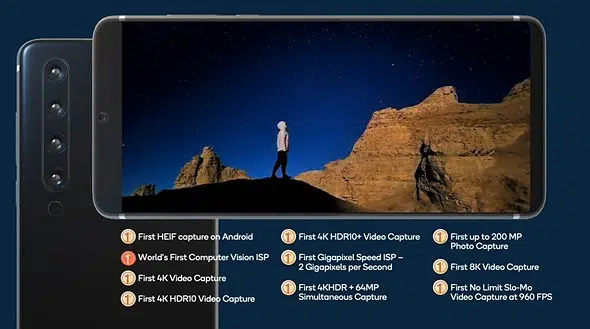 First HEIF capture on Android
World's First Computer Vision ISP
First 4K Video Capture
First 4K HDR10 Video Capture
First 4K HDR10+ Video Capture
First Gigapixel Speed ISP –
2 Gigapixels per Second
First 4KHDR + 64MP
Simultaneous Capture
First up to 200 MP
Photo Capture
First 8K Video Capture
First No Limit Slo-Mo
Video Capture at 960 FPS